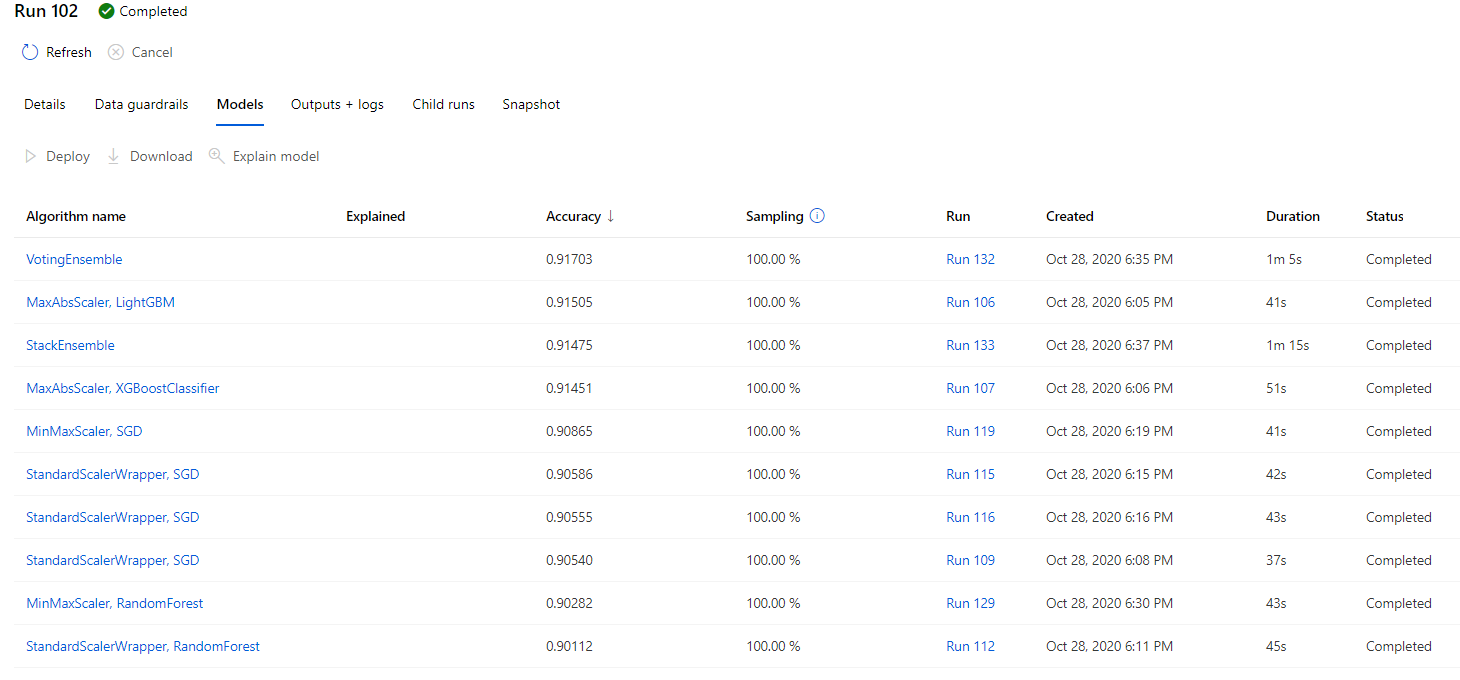 Run 102 Completed
Refresh Cancel
Details Data guardrails Models Outputs + logs Child runs Snapshot
Deploy Download Explain model
Algorithm name Explained Accuracy ↓ Sampling Run Created Duration Status
VotingEnsemble 0.91703 100.00 % Run 132 Oct 28, 2020 6:35 PM 1m 5s Completed
MaxAbsScaler, LightGBM 0.91505 100.00 % Run 106 Oct 28, 2020 6:05 PM 41s Completed
StackEnsemble 0.91475 100.00 % Run 133 Oct 28, 2020 6:37 PM 1m 15s Completed
MaxAbsScaler, XGBoostClassifier 0.91451 100.00 % Run 107 Oct 28, 2020 6:06 PM 51s Completed
MinMaxScaler, SGD 0.90865 100.00 % Run 119 Oct 28, 2020 6:19 PM 41s Completed
StandardScalerWrapper, SGD 0.90586 100.00 % Run 115 Oct 28, 2020 6:15 PM 42s Completed
StandardScalerWrapper, SGD 0.90555 100.00 % Run 116 Oct 28, 2020 6:16 PM 43s Completed
StandardScalerWrapper, SGD 0.90540 100.00 % Run 109 Oct 28, 2020 6:08 PM 37s Completed
MinMaxScaler, RandomForest 0.90282 100.00 % Run 129 Oct 28, 2020 6:30 PM 43s Completed
StandardScalerWrapper, RandomForest 0.90112 100.00 % Run 112 Oct 28, 2020 6:11 PM 45s Completed